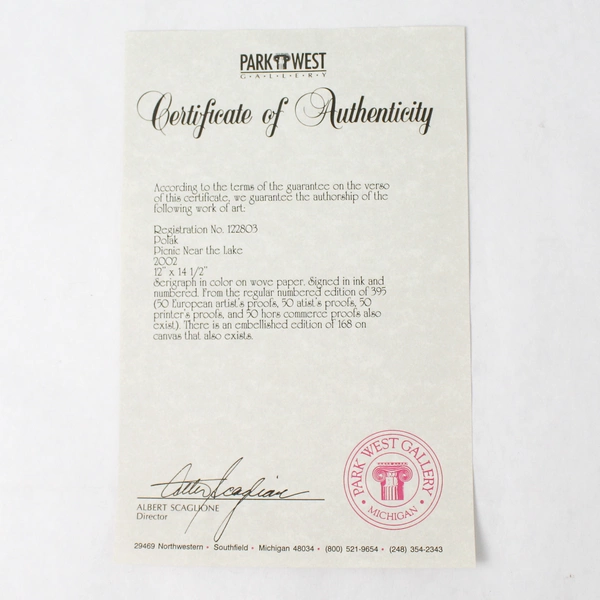 PARK WEST
G·A·L·L·E·R·Y
Certificate of Authenticity
According to the terms of the guarantee on the verso
of this certificate, we guarantee the authorship of the
following work of art:
Registration No. 122803
Polak
Picnic Near the Lake
2002
12" x 14 1/2"
Serigraph in color on wove paper. Signed in ink and
numbered. From the regular numbered edition of 395
(50 European artist's proofs, 50 atist's proofs, 50
printer's proofs, and 50 hors commerce proofs also
exist). There is an embellished edition of 168 on
canvas that also exists.
Albert Scaglione
ALBERT SCAGLIONE
Director
PARK WEST GALLERY
• MICHIGAN •
29469 Northwestern • Southfield • Michigan 48034 • (800) 521-9654 • (248) 354-2343